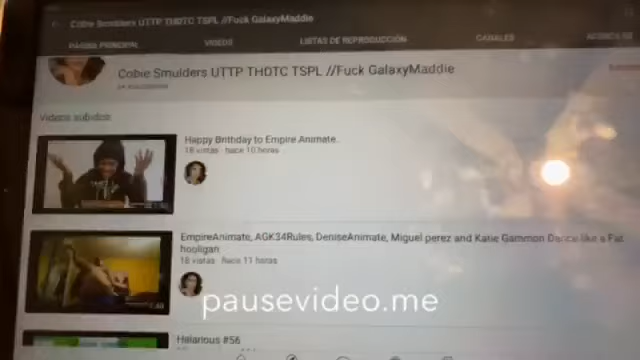 Cobie Smulders UTTP THDTC TSPL //Fuck GalaxyMaddie
PÁGINA PRINCIPAL VIDEOS LISTAS DE REPRODUCCIÓN CANALES ACERCA DE
Cobie Smulders UTTP THDTC TSPL //Fuck GalaxyMaddie
Videos subidos
Happy Brithday to Empire Animate.
18 vistas · hace 10 horas
EmpireAnimate, AGK34Rules, DeniseAnimate, Miguel perez and Katie Gammon Dance like a Fat
hooligan
18 vistas · hace 11 horas
pausevideo.me
Halarious #56